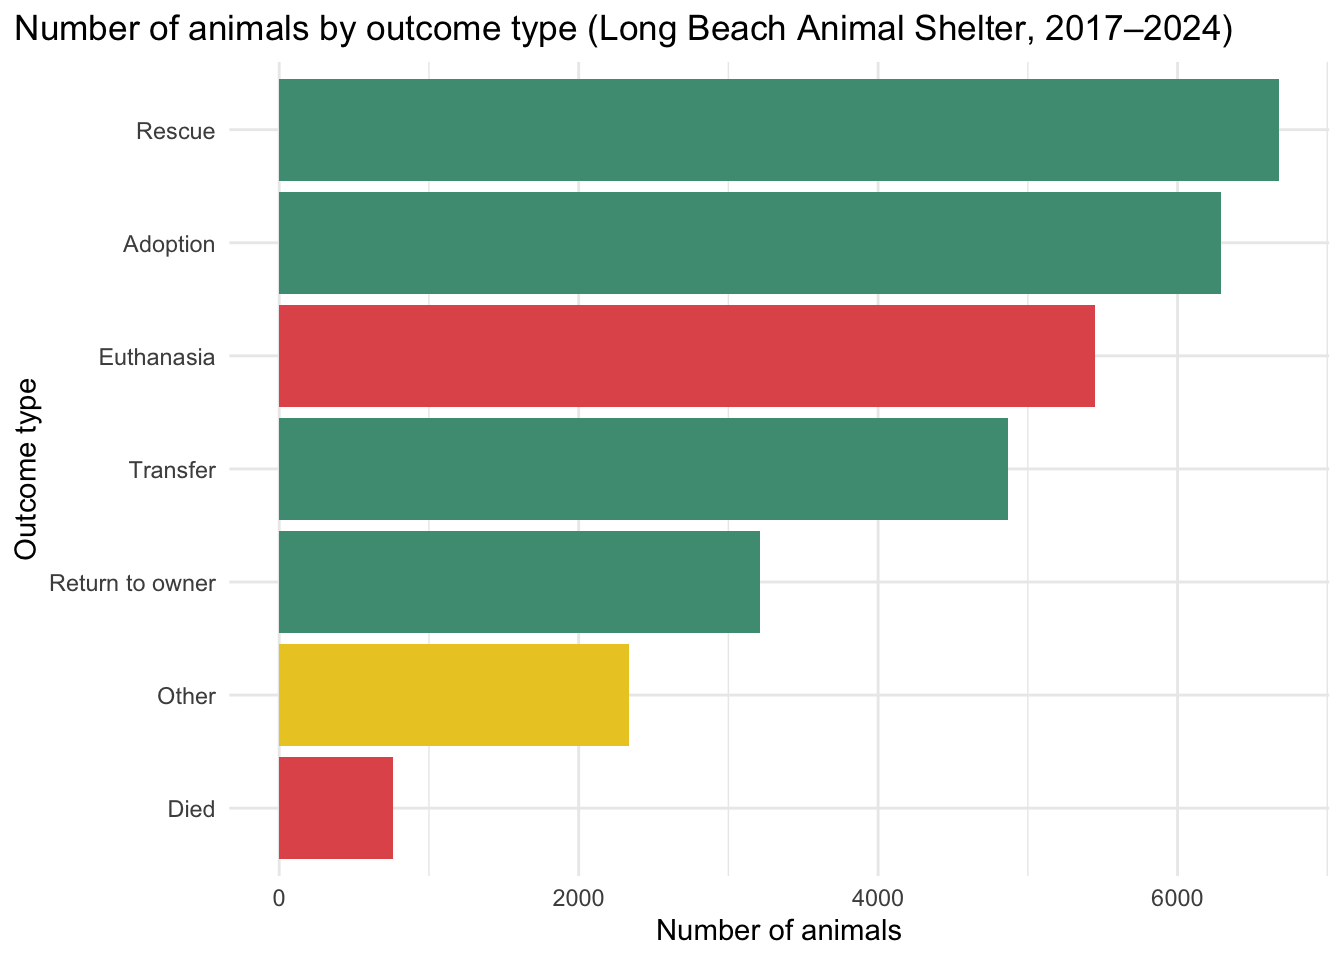 Number of animals by outcome type (Long Beach Animal Shelter, 2017–2024)
Outcome type
Rescue
Adoption
Euthanasia
Transfer
Return to owner
Other
Died
0 2000 4000 6000
Number of animals